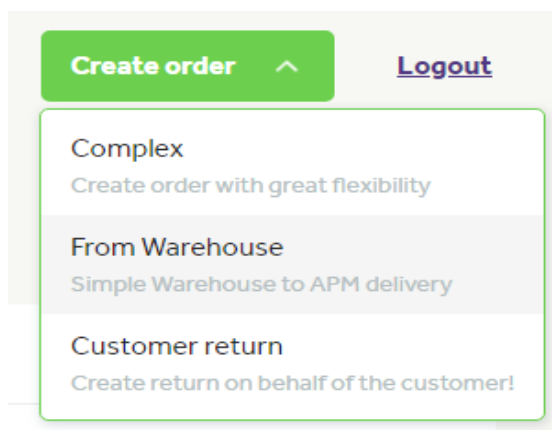 Create order
Logout
Complex
Create order with great flexibility
From Warehouse
Simple Warehouse to APM delivery
Customer return
Create return on behalf of the customer!